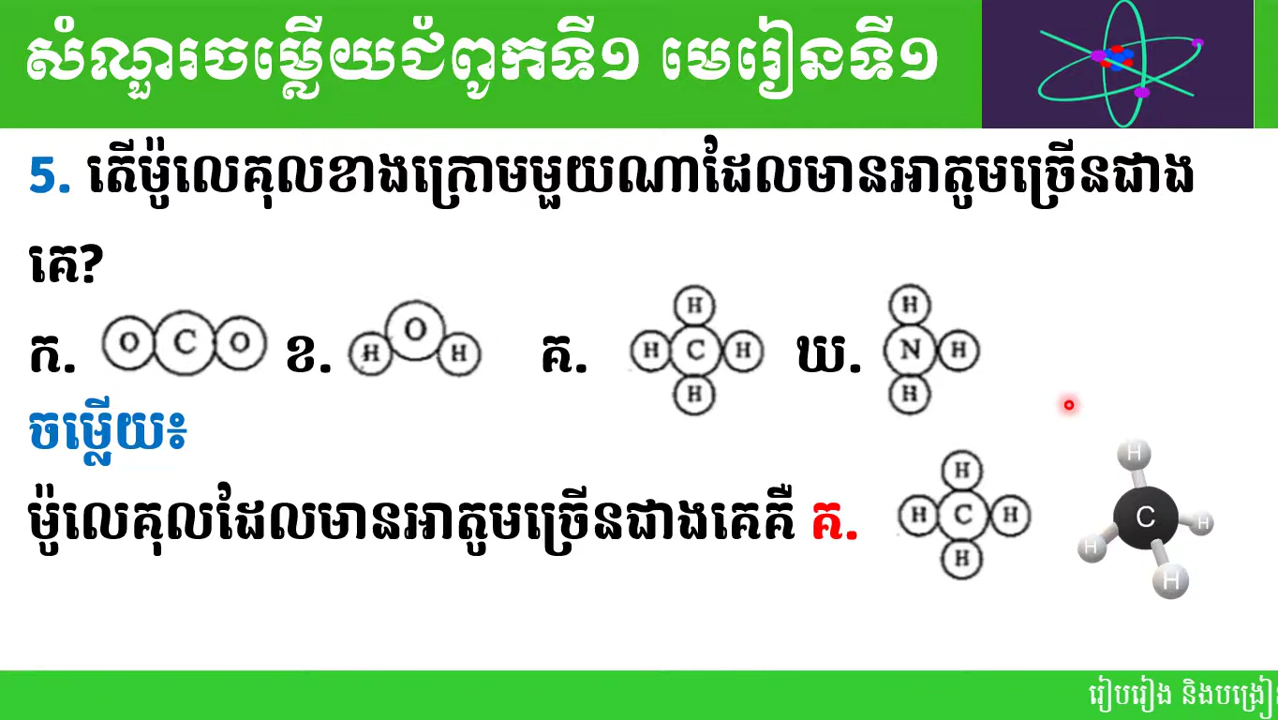 សំណួរចម្លើយជំពូកទី១ មេរៀនទី១
5. តើម៉ូលេគុលខាងក្រោមមួយណាដែលមានអាតូមច្រើនជាង
គេ?
ក. O C O ខ. H O H គ. H H C H H ឃ. H N H H
ចម្លើយ៖
ម៉ូលេគុលដែលមានអាតូមច្រើនជាងគេគឺ គ. H H C H H
H C H H H
រៀបរៀង និងបង្រៀន